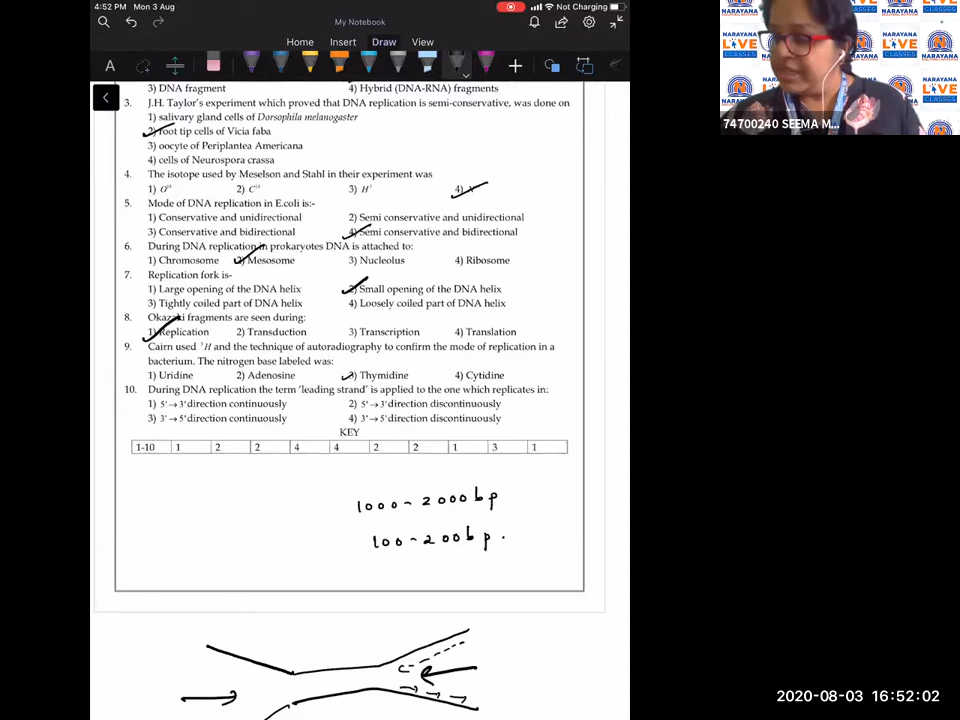 4:52 PM Mon 3 Aug
Not Charging
My Notebook
Home Insert Draw View
3) DNA fragment 4) Hybrid (DNA-RNA) fragments
3. J.H. Taylor's experiment which proved that DNA replication is semi-conservative, was done on
1) salivary gland cells of Dorsophila melanogaster
2) root tip cells of Vicia faba
3) oocyte of Periplantea Americana
4) cells of Neurospora crassa
4. The isotope used by Meselson and Stahl in their experiment was
1) O¹⁸ 2) C¹⁴ 3) H³ 4)
5. Mode of DNA replication in E.coli is:-
1) Conservative and unidirectional 2) Semi conservative and unidirectional
3) Conservative and bidirectional 4) Semi conservative and bidirectional
6. During DNA replication in prokaryotes DNA is attached to:
1) Chromosome 2) Mesosome 3) Nucleolus 4) Ribosome
7. Replication fork is-
1) Large opening of the DNA helix 2) Small opening of the DNA helix
3) Tightly coiled part of DNA helix 4) Loosely coiled part of DNA helix
8. Okazaki fragments are seen during:
1) Replication 2) Transduction 3) Transcription 4) Translation
9. Cairn used ³H and the technique of autoradiography to confirm the mode of replication in a
bacterium. The nitrogen base labeled was:
1) Uridine 2) Adenosine 3) Thymidine 4) Cytidine
10. During DNA replication the term 'leading strand' is applied to the one which replicates in:
1) 5' → 3' direction continuously 2) 5' → 3' direction discontinuously
3) 3' → 5' direction continuously 4) 3' → 5' direction discontinuously
KEY
1-10 1 2 2 4 4 2 2 1 3 1
1000 - 2000 bp
100 - 200 bp.
NARAYANA
LIVE
CLASSES
74700240 SEEMA M...
2020-08-03 16:52:02